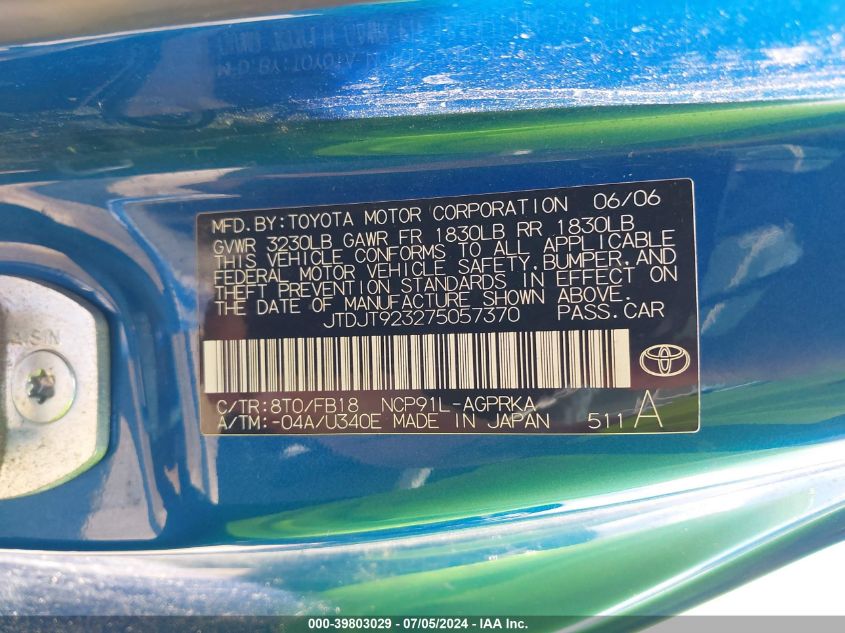 MFD.BY:TOYOTA MOTOR CORPORATION 06/06
GVWR 3230LB GAWR FR 1830LB RR 1830LB
THIS VEHICLE CONFORMS TO ALL APPLICABLE
FEDERAL MOTOR VEHICLE SAFETY,BUMPER,AND
THEFT PREVENTION STANDARDS IN EFFECT ON
THE DATE OF MANUFACTURE SHOWN ABOVE.
JTDJT923275057370 PASS.CAR
C/TR:8T0/FB18 NCP91L-AGPRKA
A/TM:-04A/U340E MADE IN JAPAN 511 A
000-39803029 - 07/05/2024 - IAA Inc.